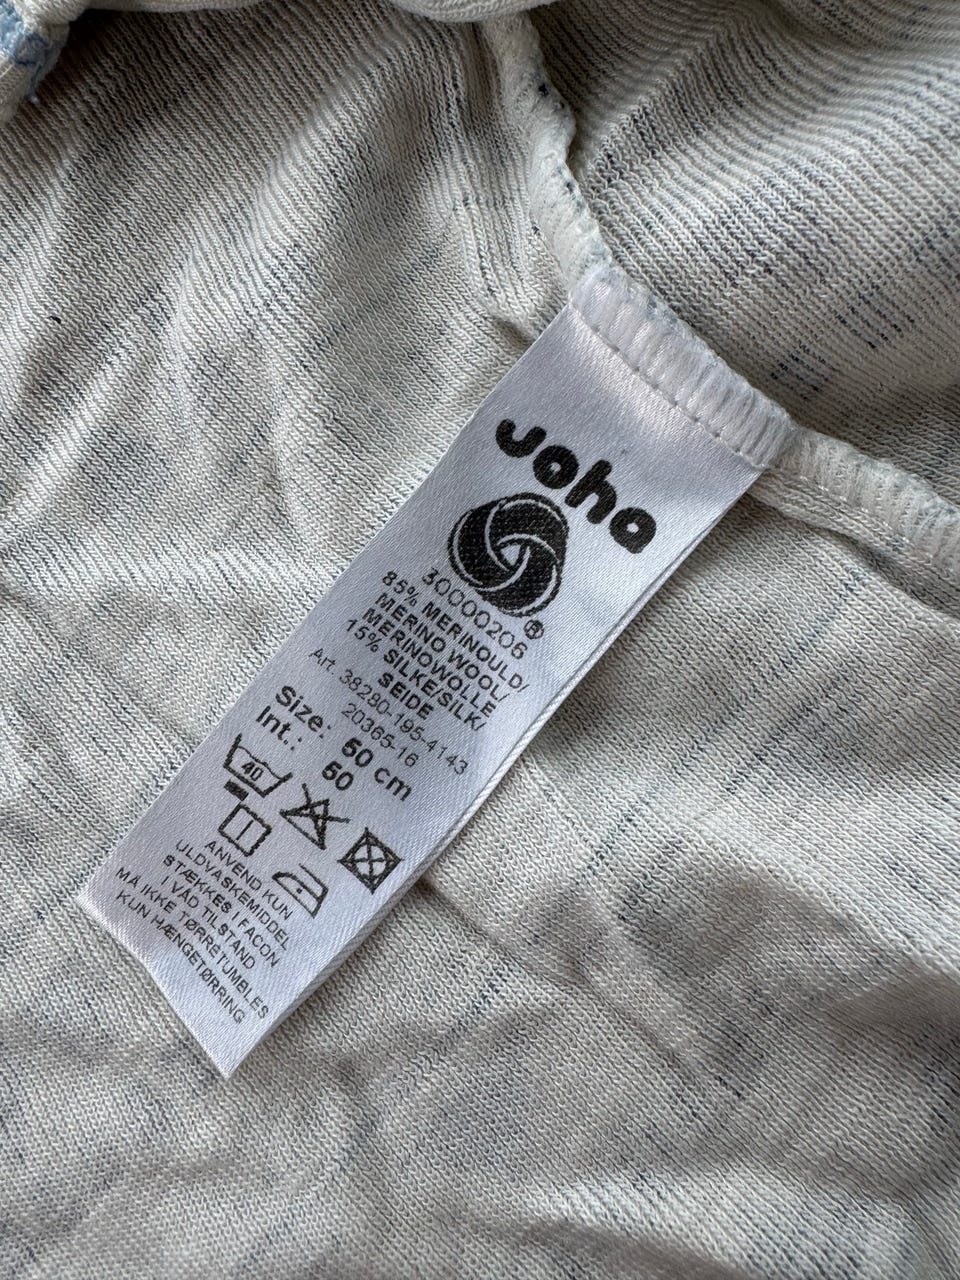 Joha
®
30000206
85% MERINOULD/
MERINO WOOL/
MERINOWOLLE
15% SILKE/SILK/
SEIDE
Art. 38280-195-4143
20365-16
Size: 50 cm
Int.: 50
40
ANVEND KUN
ULDVASKEMIDDEL
STÆKKES I FACON
I VÅD TILSTAND
MÅ IKKE TØRRETUMBLES
KUN HÆNGETØRRING